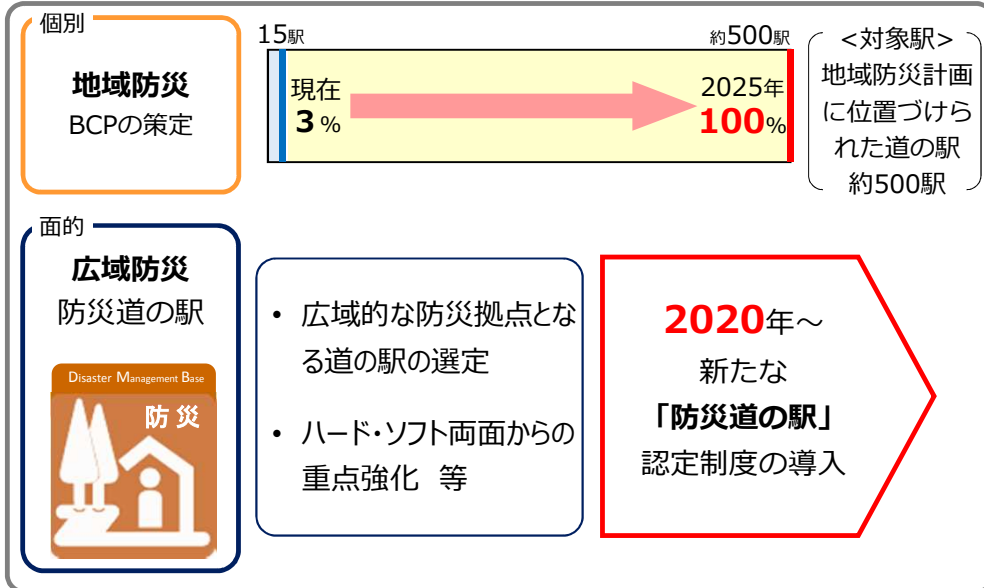 個別
地域防災
BCPの策定
15駅
約500駅
現在
3%
2025年
100%
<対象駅>
地域防災計画
に位置づけら
れた道の駅
約500駅
面的
広域防災
防災道の駅
Disaster Management Base
防災
• 広域的な防災拠点とな
る道の駅の選定
• ハード・ソフト両面からの
重点強化 等
2020年～
新たな
「防災道の駅」
認定制度の導入